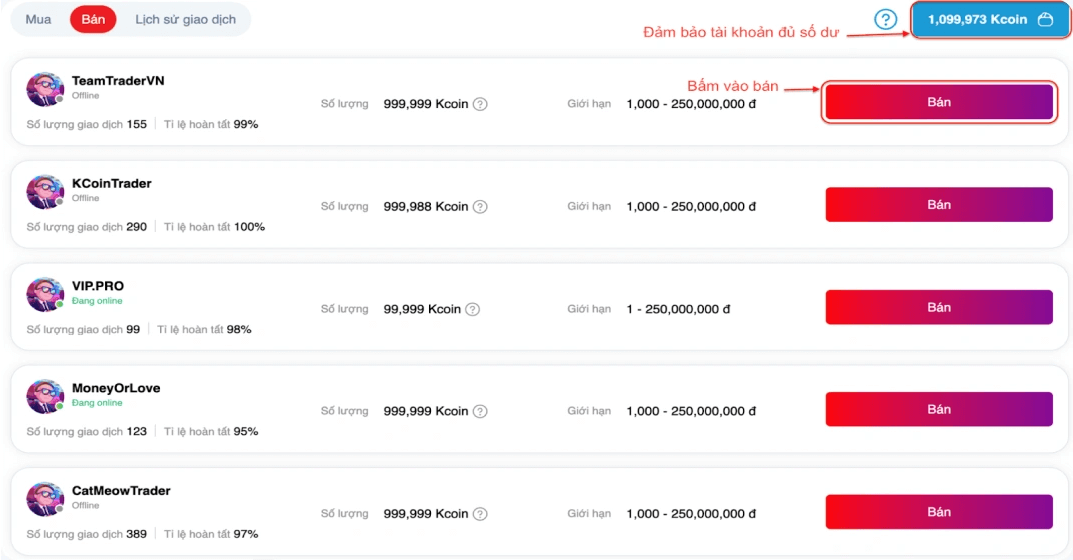 Mua Bán Lịch sử giao dịch
? 1,099,973 Kcoin
Đảm bảo tài khoản đủ số dư
TeamTraderVN
Offline
Số lượng 999,999 Kcoin ?
Giới hạn 1,000 - 250,000,000 đ
Bấm vào bán
Bán
Số lượng giao dịch 155 Tỉ lệ hoàn tất 99%
KCoinTrader
Offline
Số lượng 999,988 Kcoin ?
Giới hạn 1,000 - 250,000,000 đ
Bán
Số lượng giao dịch 290 Tỉ lệ hoàn tất 100%
VIP.PRO
Đang online
Số lượng 99,999 Kcoin ?
Giới hạn 1 - 250,000,000 đ
Bán
Số lượng giao dịch 99 Tỉ lệ hoàn tất 98%
MoneyOrLove
Đang online
Số lượng 999,999 Kcoin ?
Giới hạn 1,000 - 250,000,000 đ
Bán
Số lượng giao dịch 123 Tỉ lệ hoàn tất 95%
CatMeowTrader
Offline
Số lượng 999,999 Kcoin ?
Giới hạn 1,000 - 250,000,000 đ
Bán
Số lượng giao dịch 389 Tỉ lệ hoàn tất 97%